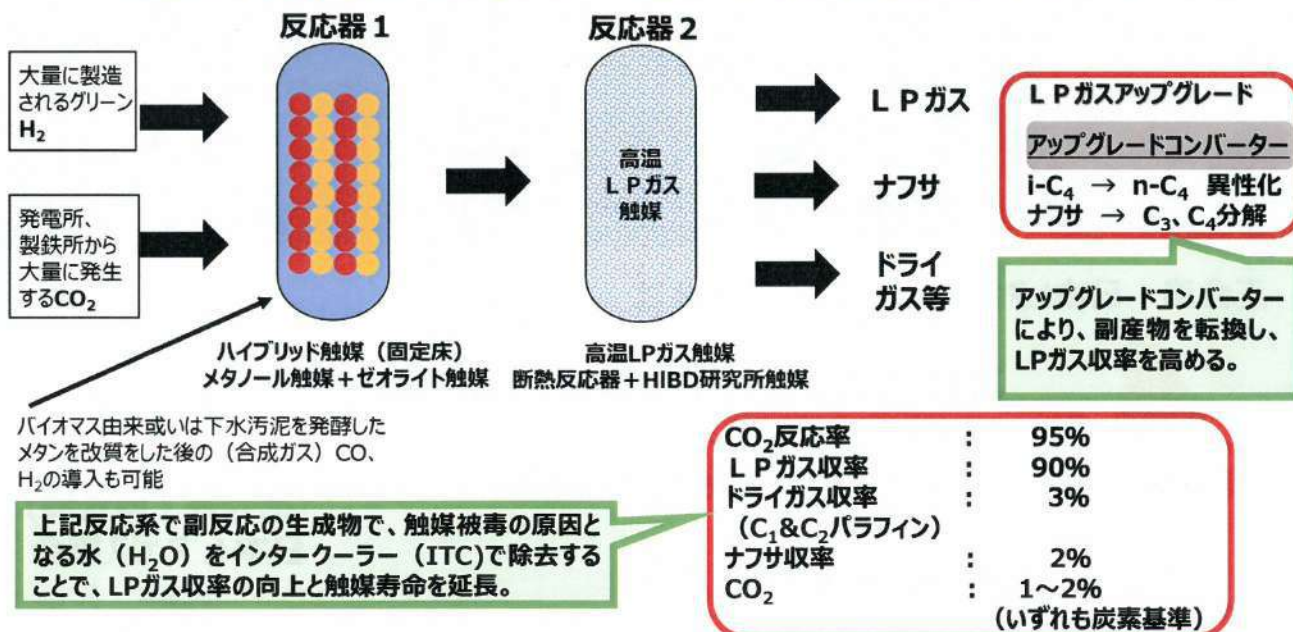 反応器1
反応器2
大量に製造
されるグリーン
H₂
発電所、
製鉄所から
大量に発生
するCO₂
高温
LPガス
触媒
LPガス
ナフサ
ドライ
ガス等
LPガスアップグレード
アップグレードコンバーター
i-C₄ → n-C₄ 異性化
ナフサ → C₃、C₄分解
アップグレードコンバーター
により、副産物を転換し、
LPガス収率を高める。
ハイブリッド触媒（固定床）
メタノール触媒+ゼオライト触媒
高温LPガス触媒
断熱反応器+HIBD研究所触媒
バイオマス由来或いは下水汚泥を発酵した
メタンを改質をした後の（合成ガス）CO、
H₂の導入も可能
上記反応系で副反応の生成物で、触媒被毒の原因と
なる水（H₂O）をインタークーラー（ITC)で除去する
ことで、LPガス収率の向上と触媒寿命を延長。
CO₂反応率 : 95%
LPガス収率 : 90%
ドライガス収率 : 3%
（C₁&C₂パラフィン）
ナフサ収率 : 2%
CO₂ : 1～2%
（いずれも炭素基準）